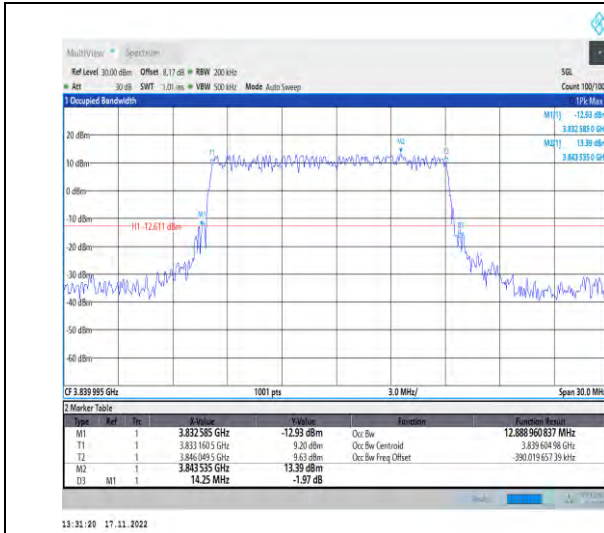 MultiView Spectrum
Ref Level 30.00 dBm Offset 8.17 dB RBW 200 kHz SGL
Att 30 dB SWT 1.01 ms VBW 500 kHz Mode Auto Sweep Count 100/100
1 Occupied Bandwidth 1Pk Max
M1[1] -12.93 dBm
3.832 585 0 GHz
M2[1] 13.39 dBm
3.843 535 0 GHz
20 dBm
M2
T1 T2
10 dBm
0 dBm
-10 dBm
M1
H1 -12.611 dBm
-20 dBm
-30 dBm
-40 dBm
-50 dBm
-60 dBm
CF 3.839 995 GHz 1001 pts 3.0 MHz/ Span 30.0 MHz
2 Marker Table
Type Ref Trc X-Value Y-Value Function Function Result
M1 1 3.832 585 GHz -12.93 dBm Occ Bw 12.888 960 837 MHz
T1 1 3.833 160 5 GHz 9.20 dBm Occ Bw Centroid 3.839 604 98 GHz
T2 1 3.846 049 5 GHz 9.63 dBm Occ Bw Freq Offset -390.019 657 39 kHz
M2 1 3.843 535 GHz 13.39 dBm
D3 M1 1 14.25 MHz -1.97 dB
13:31:20 17.11.2022